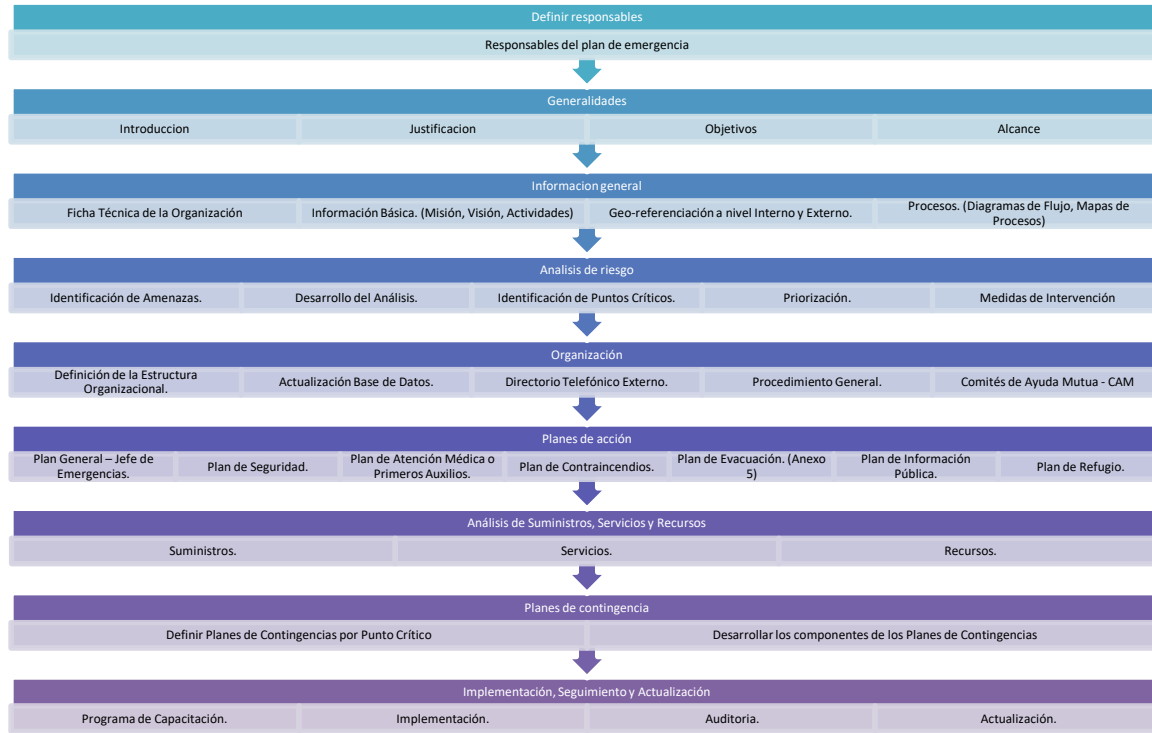 Definir responsables
Responsables del plan de emergencia
Generalidades
Introduccion
Justificacion
Objetivos
Alcance
Informacion general
Ficha Técnica de la Organización
Información Básica. (Misión, Visión, Actividades)
Geo-referenciación a nivel Interno y Externo.
Procesos. (Diagramas de Flujo, Mapas de
Procesos)
Analisis de riesgo
Identificación de Amenazas.
Desarrollo del Análisis.
Identificación de Puntos Críticos.
Priorización.
Medidas de Intervención
Organización
Definición de la Estructura
Organizacional.
Actualización Base de Datos.
Directorio Telefónico Externo.
Procedimiento General.
Comités de Ayuda Mutua - CAM
Planes de acción
Plan General – Jefe de
Emergencias.
Plan de Seguridad.
Plan de Atención Médica o
Primeros Auxilios.
Plan de Contraincendios.
Plan de Evacuación. (Anexo
5)
Plan de Información
Pública.
Plan de Refugio.
Análisis de Suministros, Servicios y Recursos
Suministros.
Servicios.
Recursos.
Planes de contingencia
Definir Planes de Contingencias por Punto Crítico
Desarrollar los componentes de los Planes de Contingencias
Implementación, Seguimiento y Actualización
Programa de Capacitación.
Implementación.
Auditoria.
Actualización.